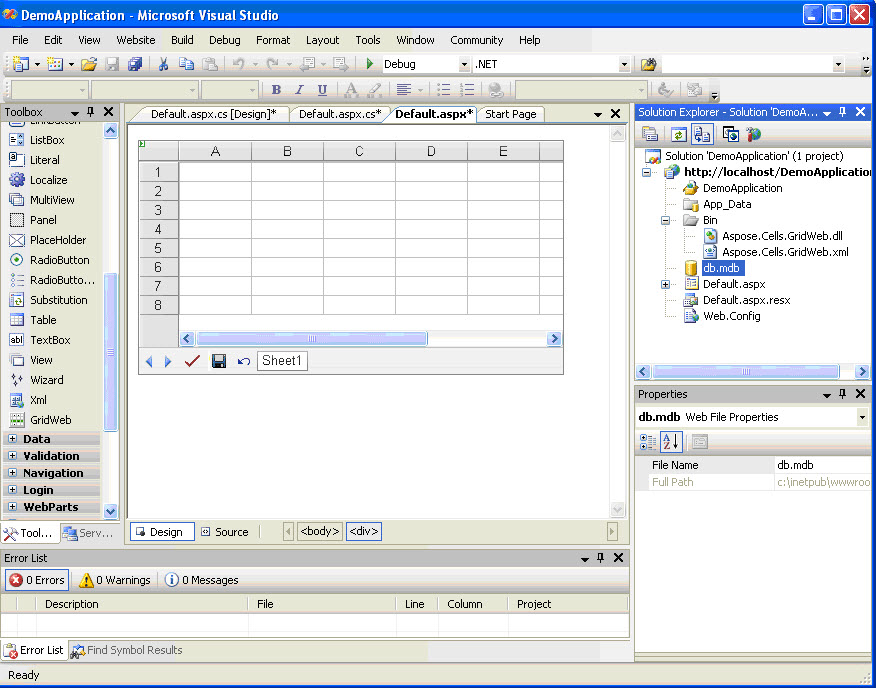 DemoApplication - Microsoft Visual Studio
File Edit View Website Build Debug Format Layout Tools Window Community Help
Debug .NET
B I U A
Toolbox
LinkButton
ListBox
Literal
Localize
MultiView
Panel
PlaceHolder
RadioButton
RadioButto...
Substitution
Table
abl TextBox
View
Wizard
Xml
GridWeb
Data
Validation
Navigation
Login
WebParts
Tool... Serv...
Default.aspx.cs [Design]* Default.aspx.cs* Default.aspx* Start Page
A B C D E
1
2
3
4
5
6
7
8
Sheet1
Design Source <body> <div>
Solution Explorer - Solution 'DemoA...
Solution 'DemoApplication' (1 project)
http://localhost/DemoApplication
DemoApplication
App_Data
Bin
Aspose.Cells.GridWeb.dll
Aspose.Cells.GridWeb.xml
db.mdb
Default.aspx
Default.aspx.resx
Web.Config
Properties
db.mdb Web File Properties
File Name db.mdb
Full Path c:\inetpub\wwwroo
Error List
0 Errors 0 Warnings 0 Messages
Description File Line Column Project
Error List Find Symbol Results
Ready